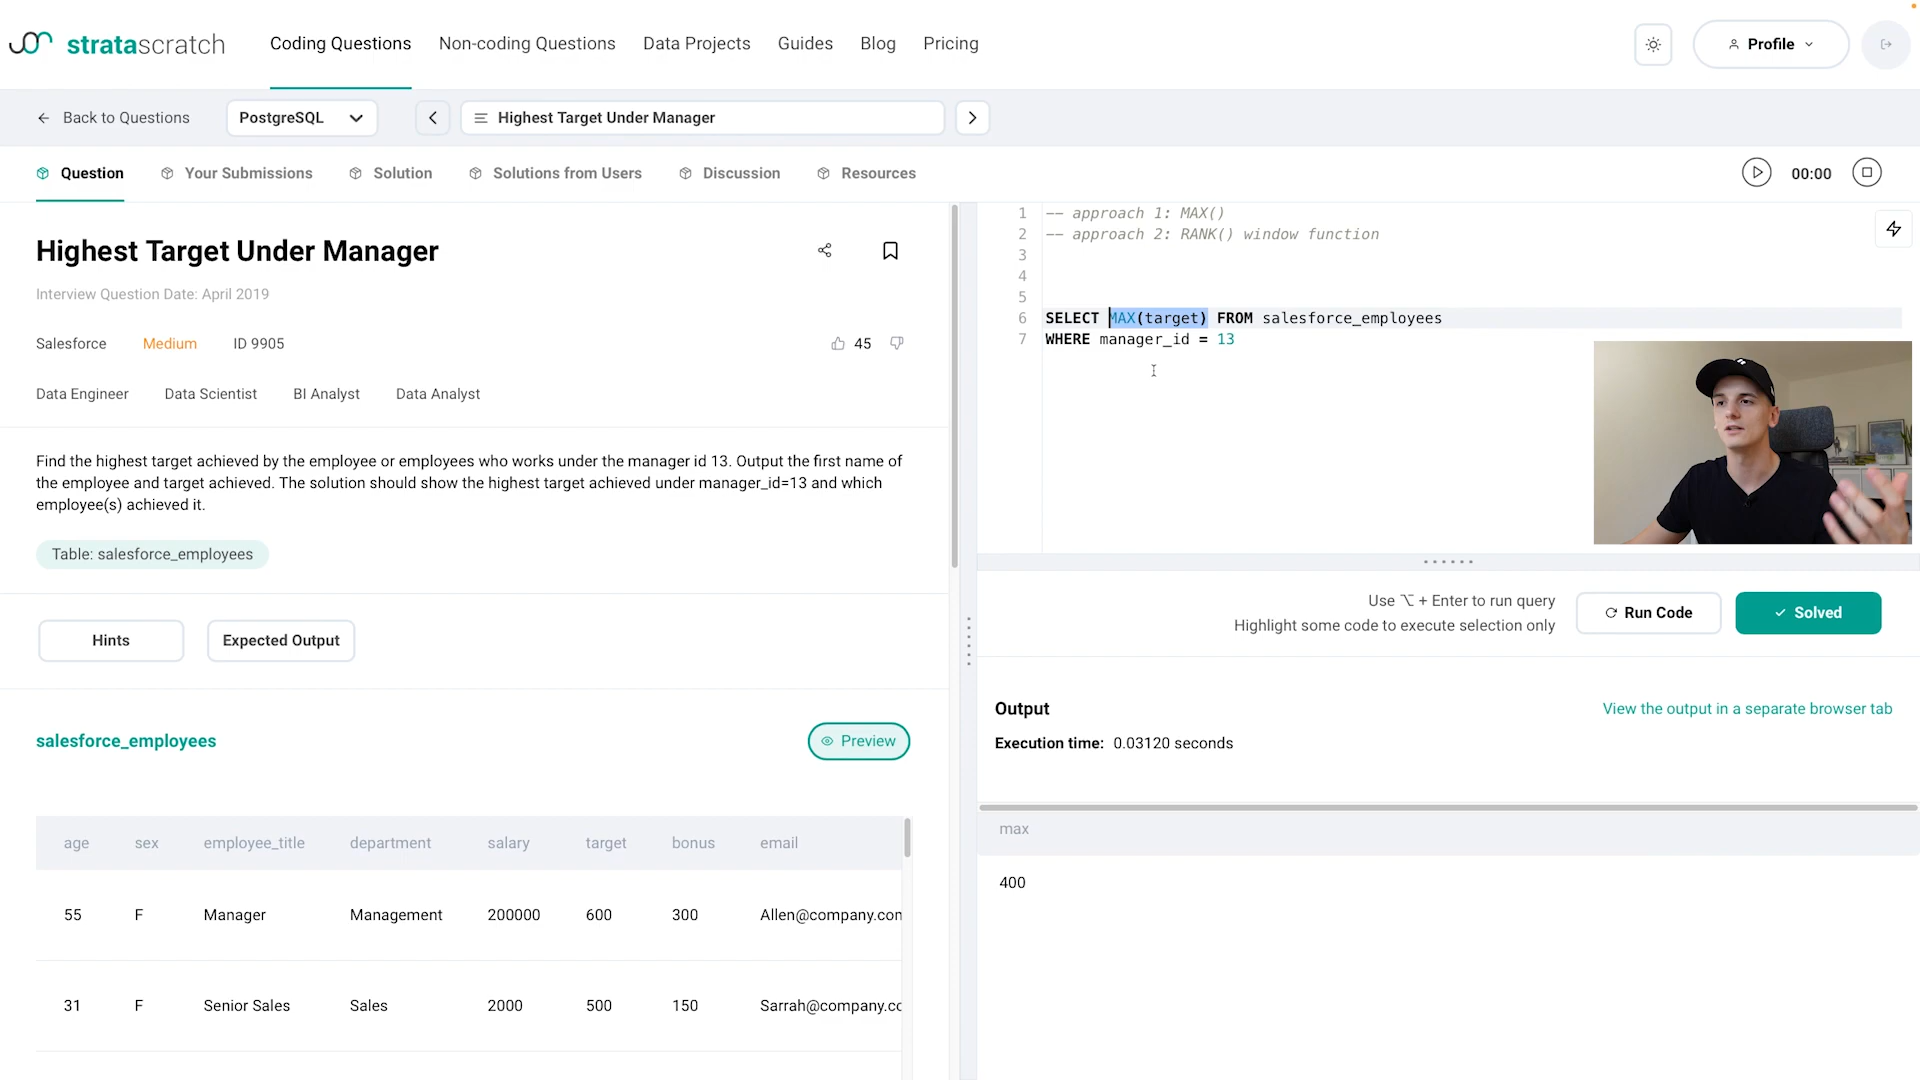 stratascratch
Coding Questions
Non-coding Questions
Data Projects
Guides
Blog
Pricing
Profile
Back to Questions
PostgreSQL
Highest Target Under Manager
Question
Your Submissions
Solution
Solutions from Users
Discussion
Resources
00:00
Highest Target Under Manager
Interview Question Date: April 2019
Salesforce Medium ID 9905
45
Data Engineer Data Scientist BI Analyst Data Analyst
Find the highest target achieved by the employee or employees who works under the manager id 13. Output the first name of
the employee and target achieved. The solution should show the highest target achieved under manager_id=13 and which
employee(s) achieved it.
Table: salesforce_employees
Hints
Expected Output
salesforce_employees
Preview
age sex employee_title department salary target bonus email
55 F Manager Management 200000 600 300 Allen@company.com
31 F Senior Sales Sales 2000 500 150 Sarrah@company.co
1 -- approach 1: MAX()
2 -- approach 2: RANK() window function
3
4
5
6 SELECT MAX(target) FROM salesforce_employees
7 WHERE manager_id = 13
Use ⌥ + Enter to run query
Highlight some code to execute selection only
Run Code
Solved
Output
View the output in a separate browser tab
Execution time: 0.03120 seconds
max
400